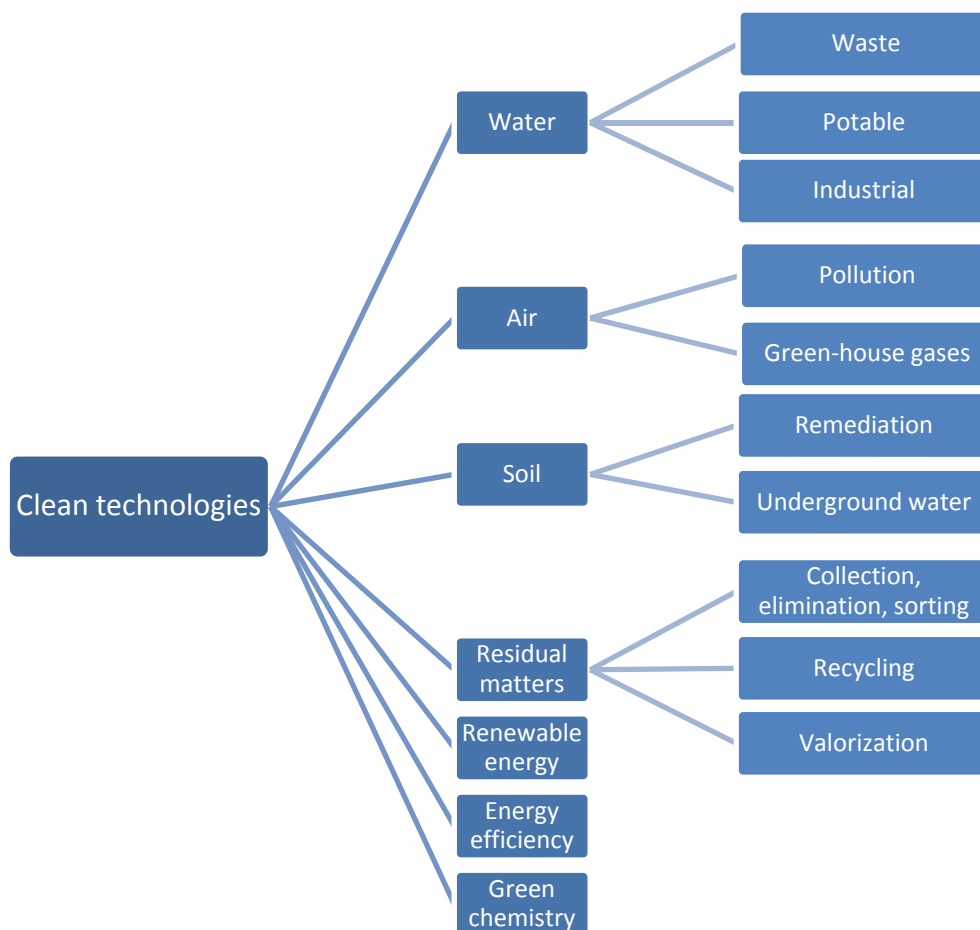 Clean technologies
Water
Waste
Potable
Industrial
Air
Pollution
Green-house gases
Soil
Remediation
Underground water
Residual
matters
Collection,
elimination, sorting
Recycling
Valorization
Renewable
energy
Energy
efficiency
Green
chemistry